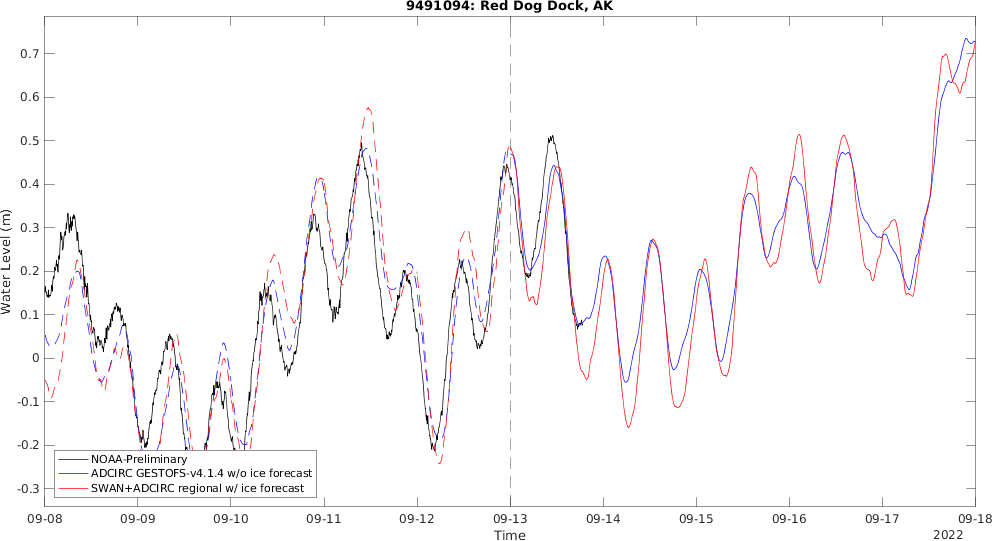 9491094: Red Dog Dock, AK
Water Level (m)
0.7
0.6
0.5
0.4
0.3
0.2
0.1
0
-0.1
-0.2
-0.3
NOAA-Preliminary
ADCIRC GESTOFS-v4.1.4 w/o ice forecast
SWAN+ADCIRC regional w/ ice forecast
09-08 09-09 09-10 09-11 09-12 09-13 09-14 09-15 09-16 09-17 09-18
Time
2022